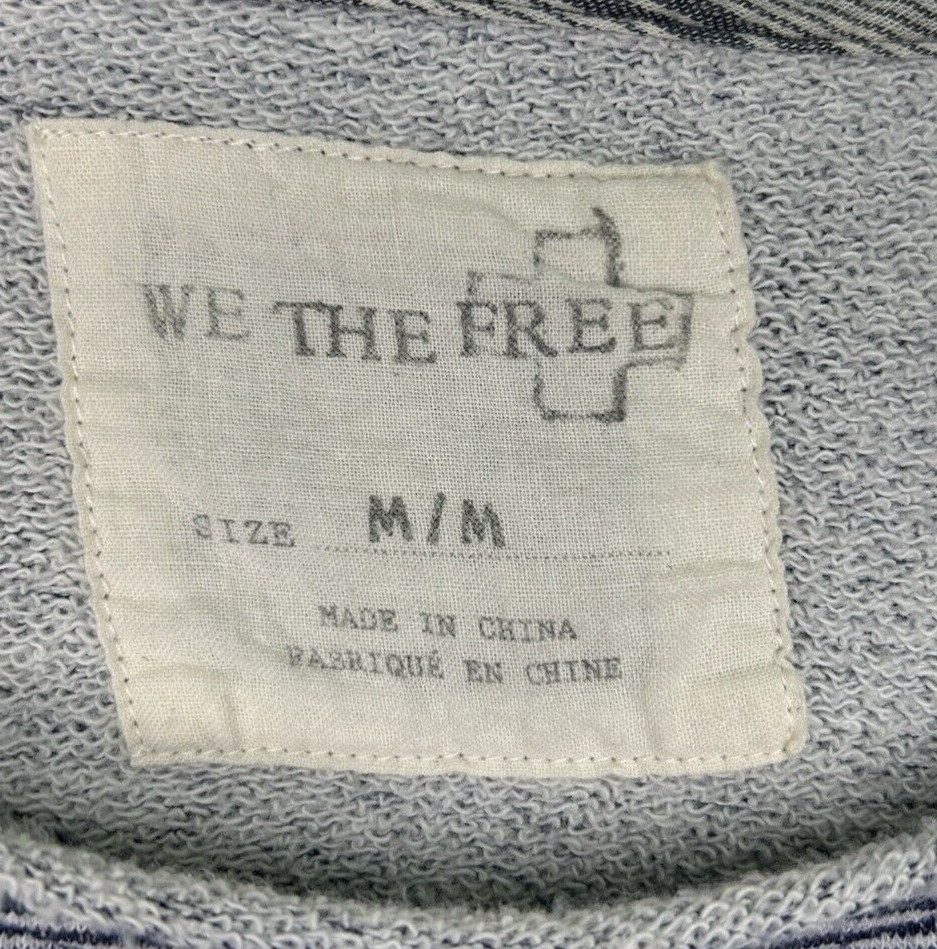 WE THE FREE
SIZE M/M
MADE IN CHINA
FABRIQUÉ EN CHINE